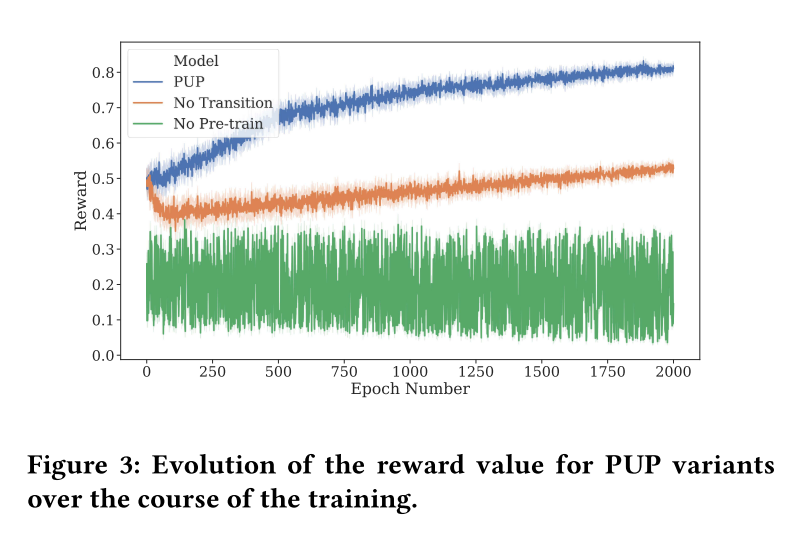 Model
PUP
No Transition
No Pre-train
Reward
0.8
0.7
0.6
0.5
0.4
0.3
0.2
0.1
0.0
0 250 500 750 1000 1250 1500 1750 2000
Epoch Number
Figure 3: Evolution of the reward value for PUP variants
over the course of the training.